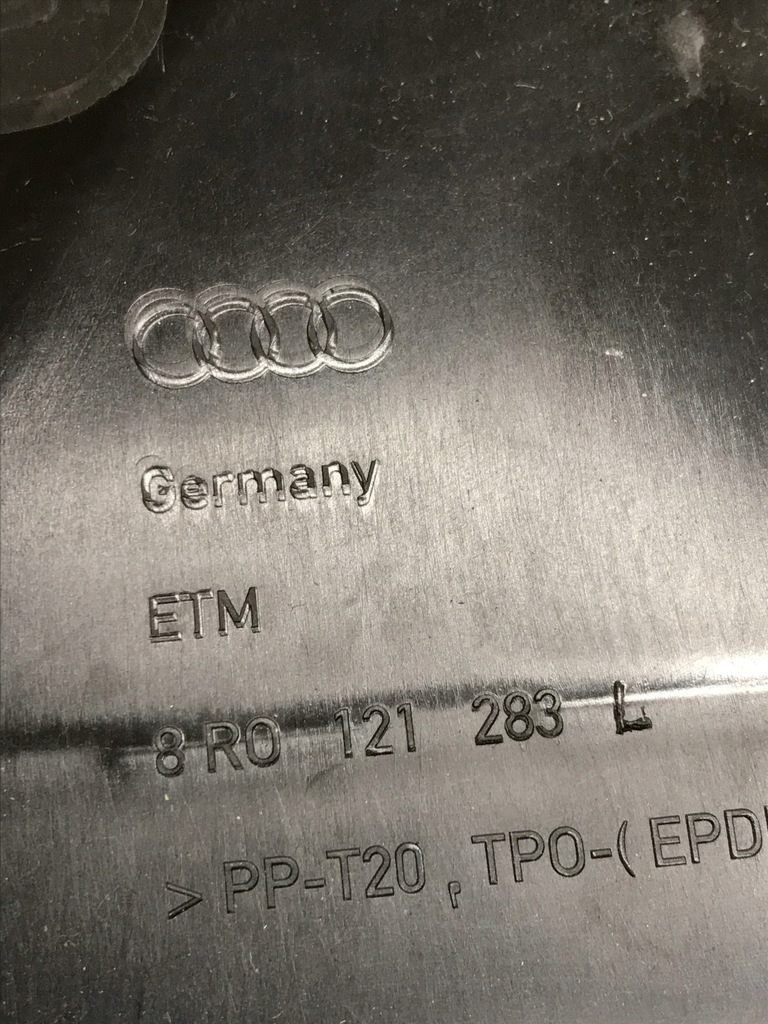 Germany
ETM
8R0 121 283 L
>PP-T20, TPO-(EPD